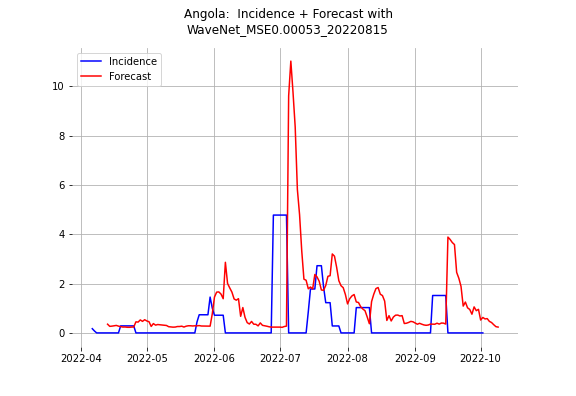 Angola:  Incidence + Forecast with
WaveNet_MSE0.00053_20220815
Incidence
Forecast
10
8
6
4
2
0
2022-04 2022-05 2022-06 2022-07 2022-08 2022-09 2022-10